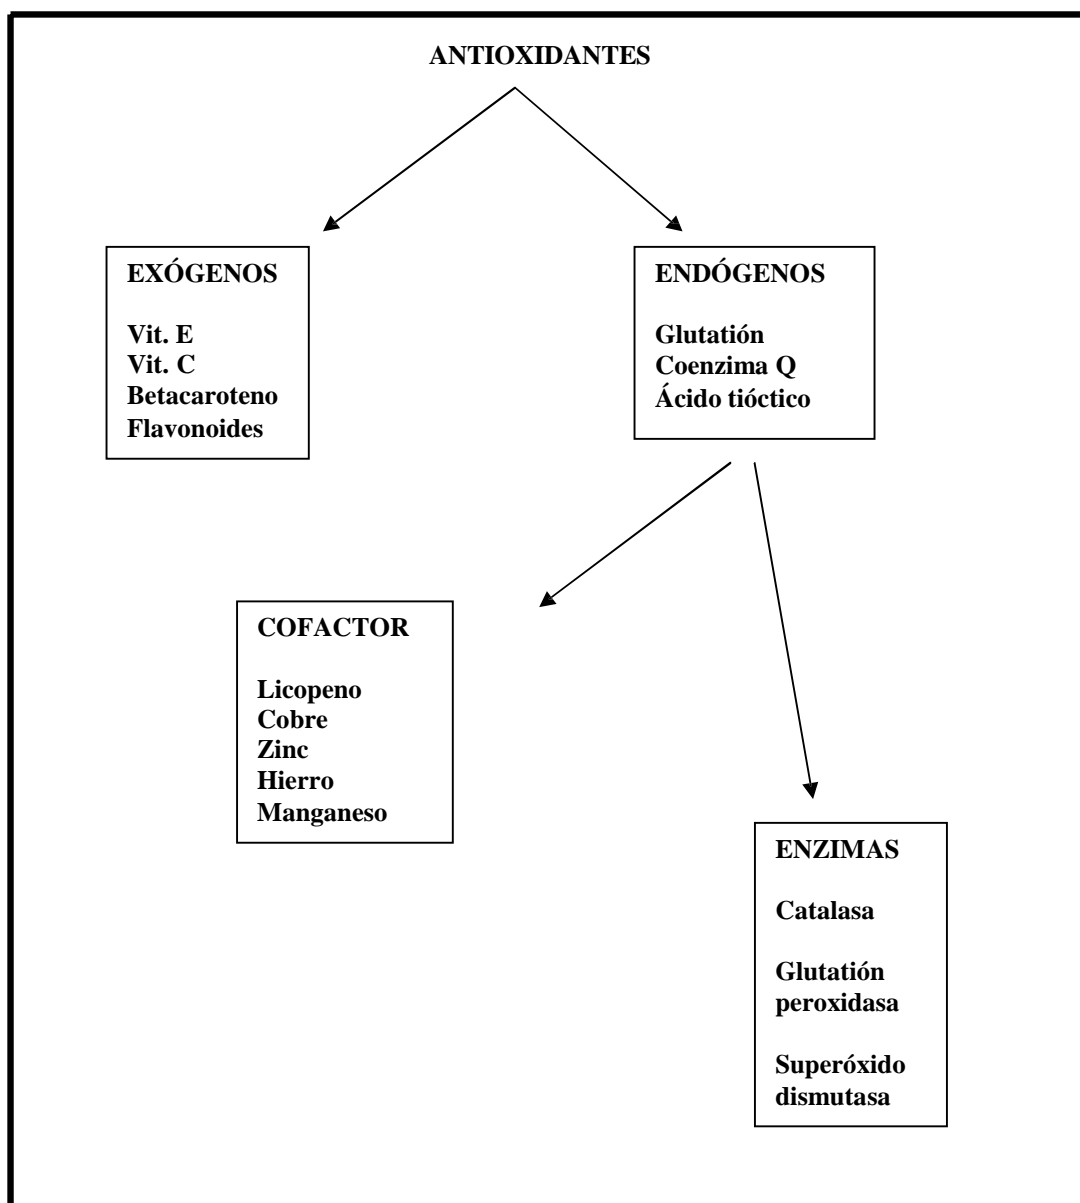 ANTIOXIDANTES
EXÓGENOS
Vit. E
Vit. C
Betacaroteno
Flavonoides
ENDÓGENOS
Glutatión
Coenzima Q
Ácido tióctico
COFACTOR
Licopeno
Cobre
Zinc
Hierro
Manganeso
ENZIMAS
Catalasa
Glutatión
peroxidasa
Superóxido
dismutasa